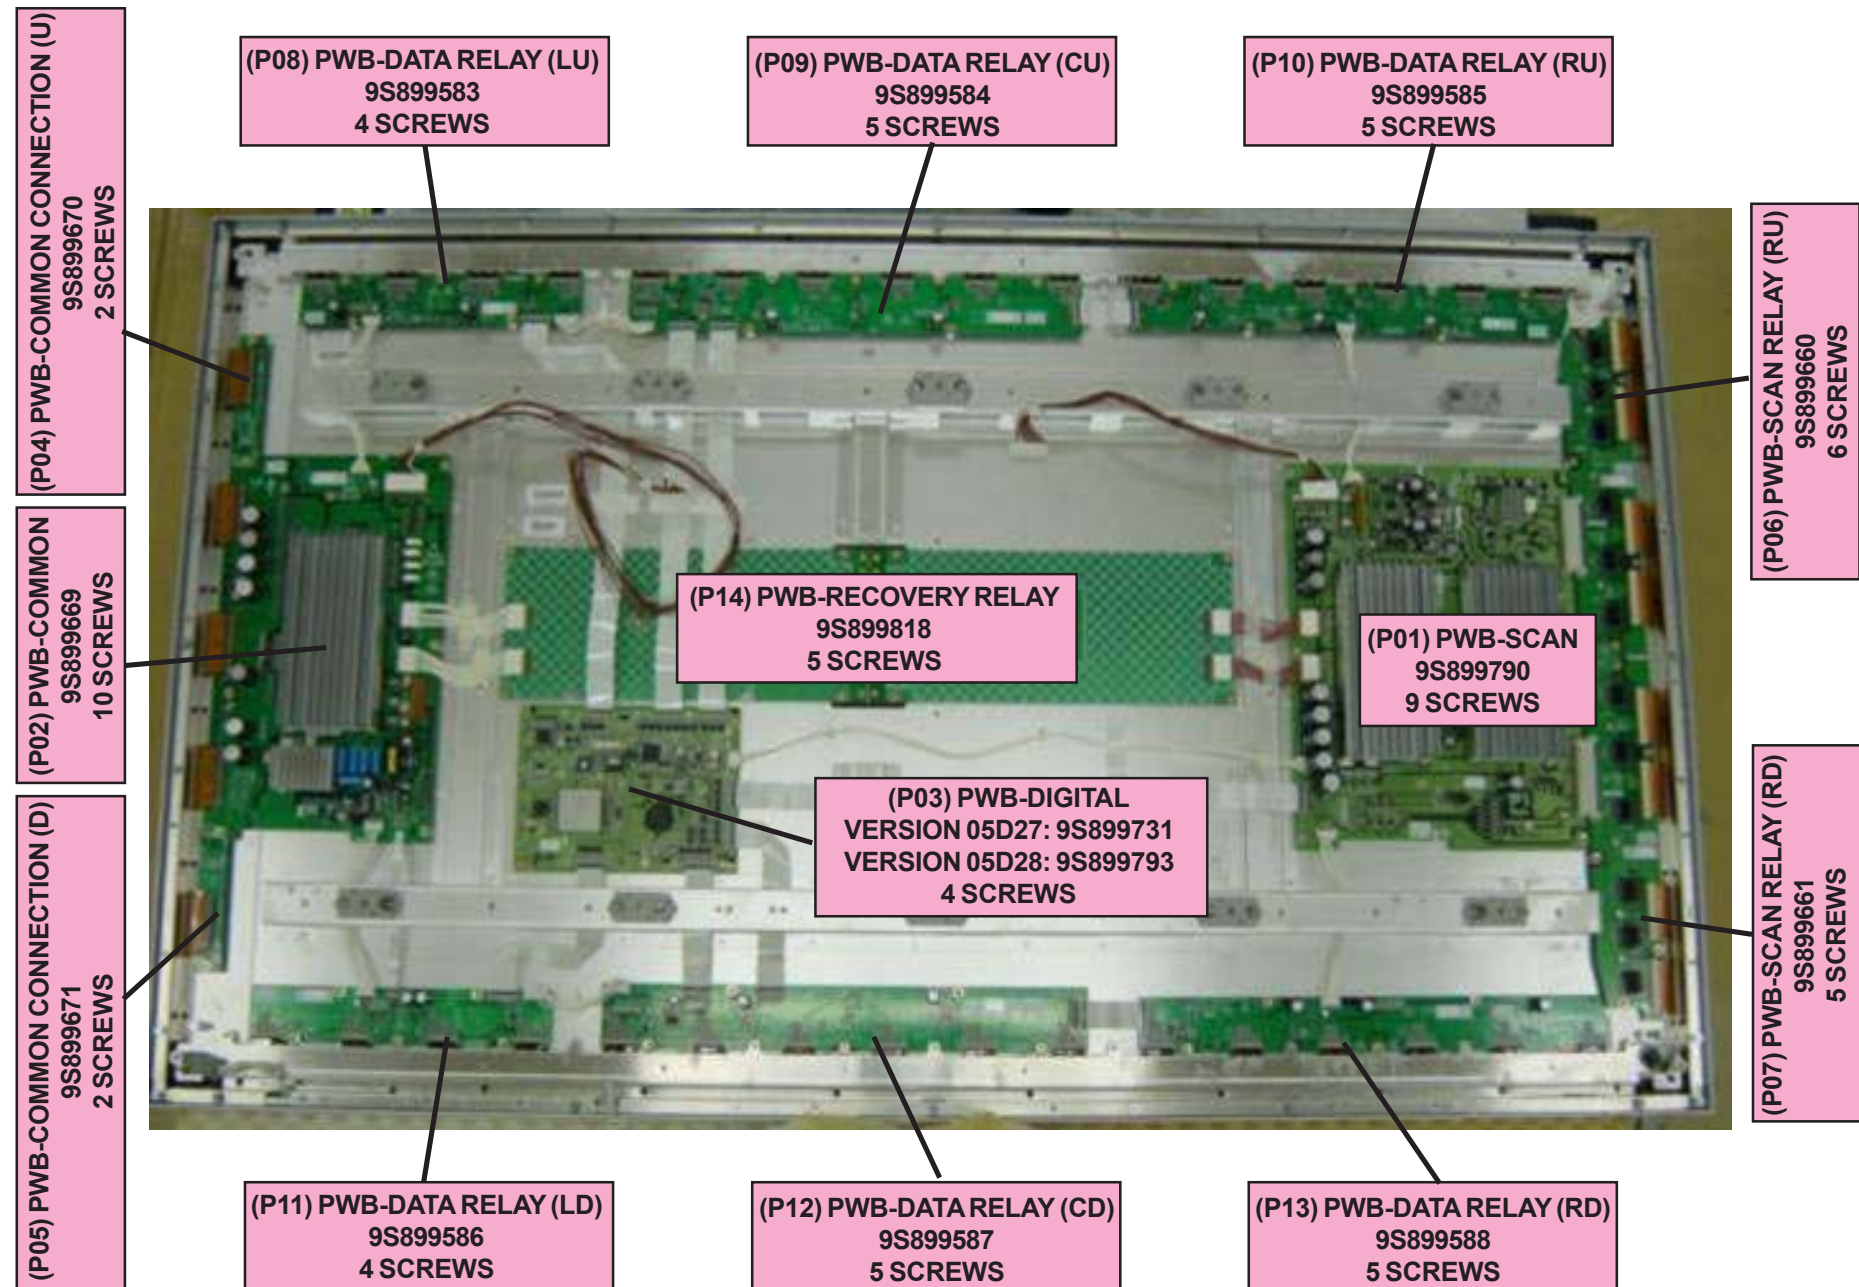 (P04) PWB-COMMON CONNECTION (U)
9S899670
2 SCREWS
(P08) PWB-DATA RELAY (LU)
9S899583
4 SCREWS
(P09) PWB-DATA RELAY (CU)
9S899584
5 SCREWS
(P10) PWB-DATA RELAY (RU)
9S899585
5 SCREWS
(P06) PWB-SCAN RELAY (RU)
9S899660
6 SCREWS
(P02) PWB-COMMON
9S899669
10 SCREWS
(P14) PWB-RECOVERY RELAY
9S899818
5 SCREWS
(P01) PWB-SCAN
9S899790
9 SCREWS
(P03) PWB-DIGITAL
VERSION 05D27: 9S899731
VERSION 05D28: 9S899793
4 SCREWS
(P05) PWB-COMMON CONNECTION (D)
9S899671
2 SCREWS
(P07) PWB-SCAN RELAY (RD)
9S899661
5 SCREWS
(P11) PWB-DATA RELAY (LD)
9S899586
4 SCREWS
(P12) PWB-DATA RELAY (CD)
9S899587
5 SCREWS
(P13) PWB-DATA RELAY (RD)
9S899588
5 SCREWS